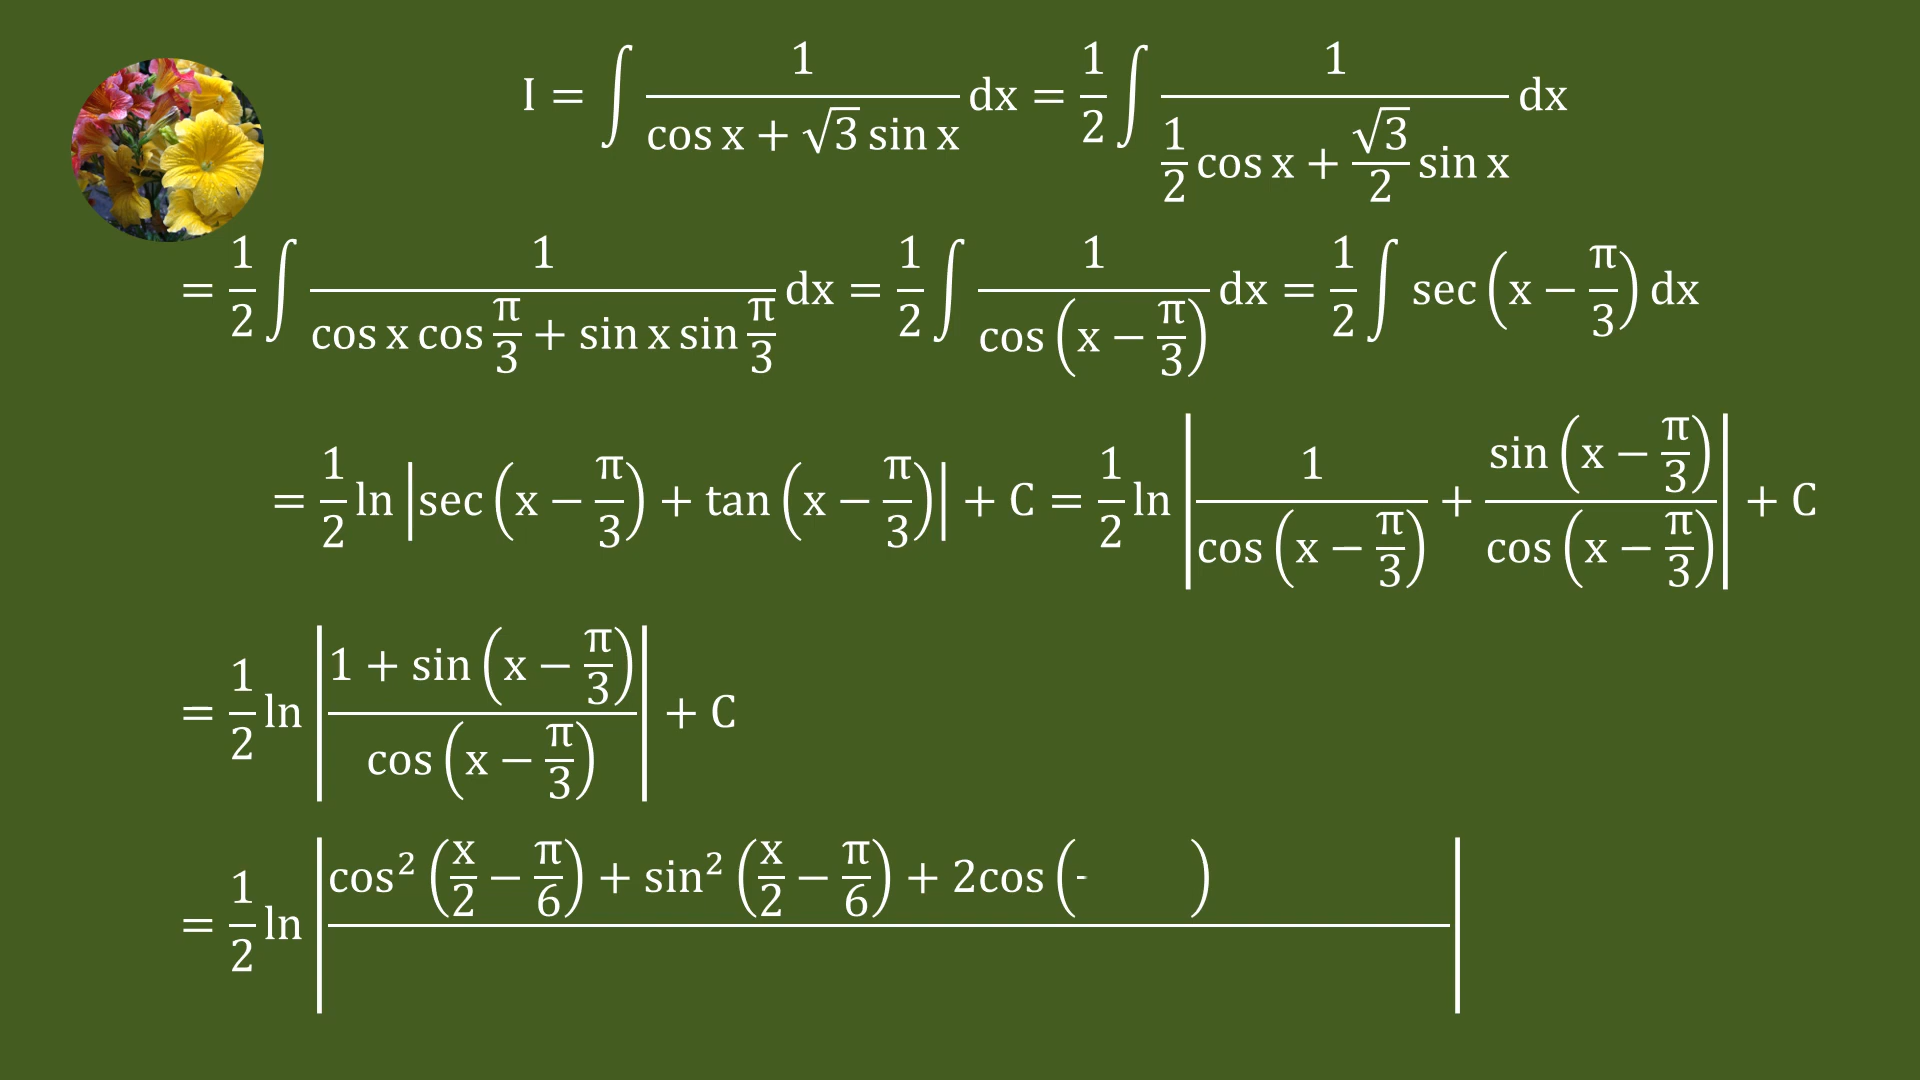 I = ∫ 1/(cos x + √3 sin x) dx = 1/2 ∫ 1/(1/2 cos x + √3/2 sin x) dx
= 1/2 ∫ 1/(cos x cos π/3 + sin x sin π/3) dx = 1/2 ∫ 1/cos (x − π/3) dx = 1/2 ∫ sec (x − π/3) dx
= 1/2 ln |sec (x − π/3) + tan (x − π/3)| + C = 1/2 ln |1/cos (x − π/3) + sin (x − π/3)/cos (x − π/3)| + C
= 1/2 ln |(1 + sin (x − π/3))/cos (x − π/3)| + C
= 1/2 ln |cos² (x/2 − π/6) + sin² (x/2 − π/6) + 2cos ( )|